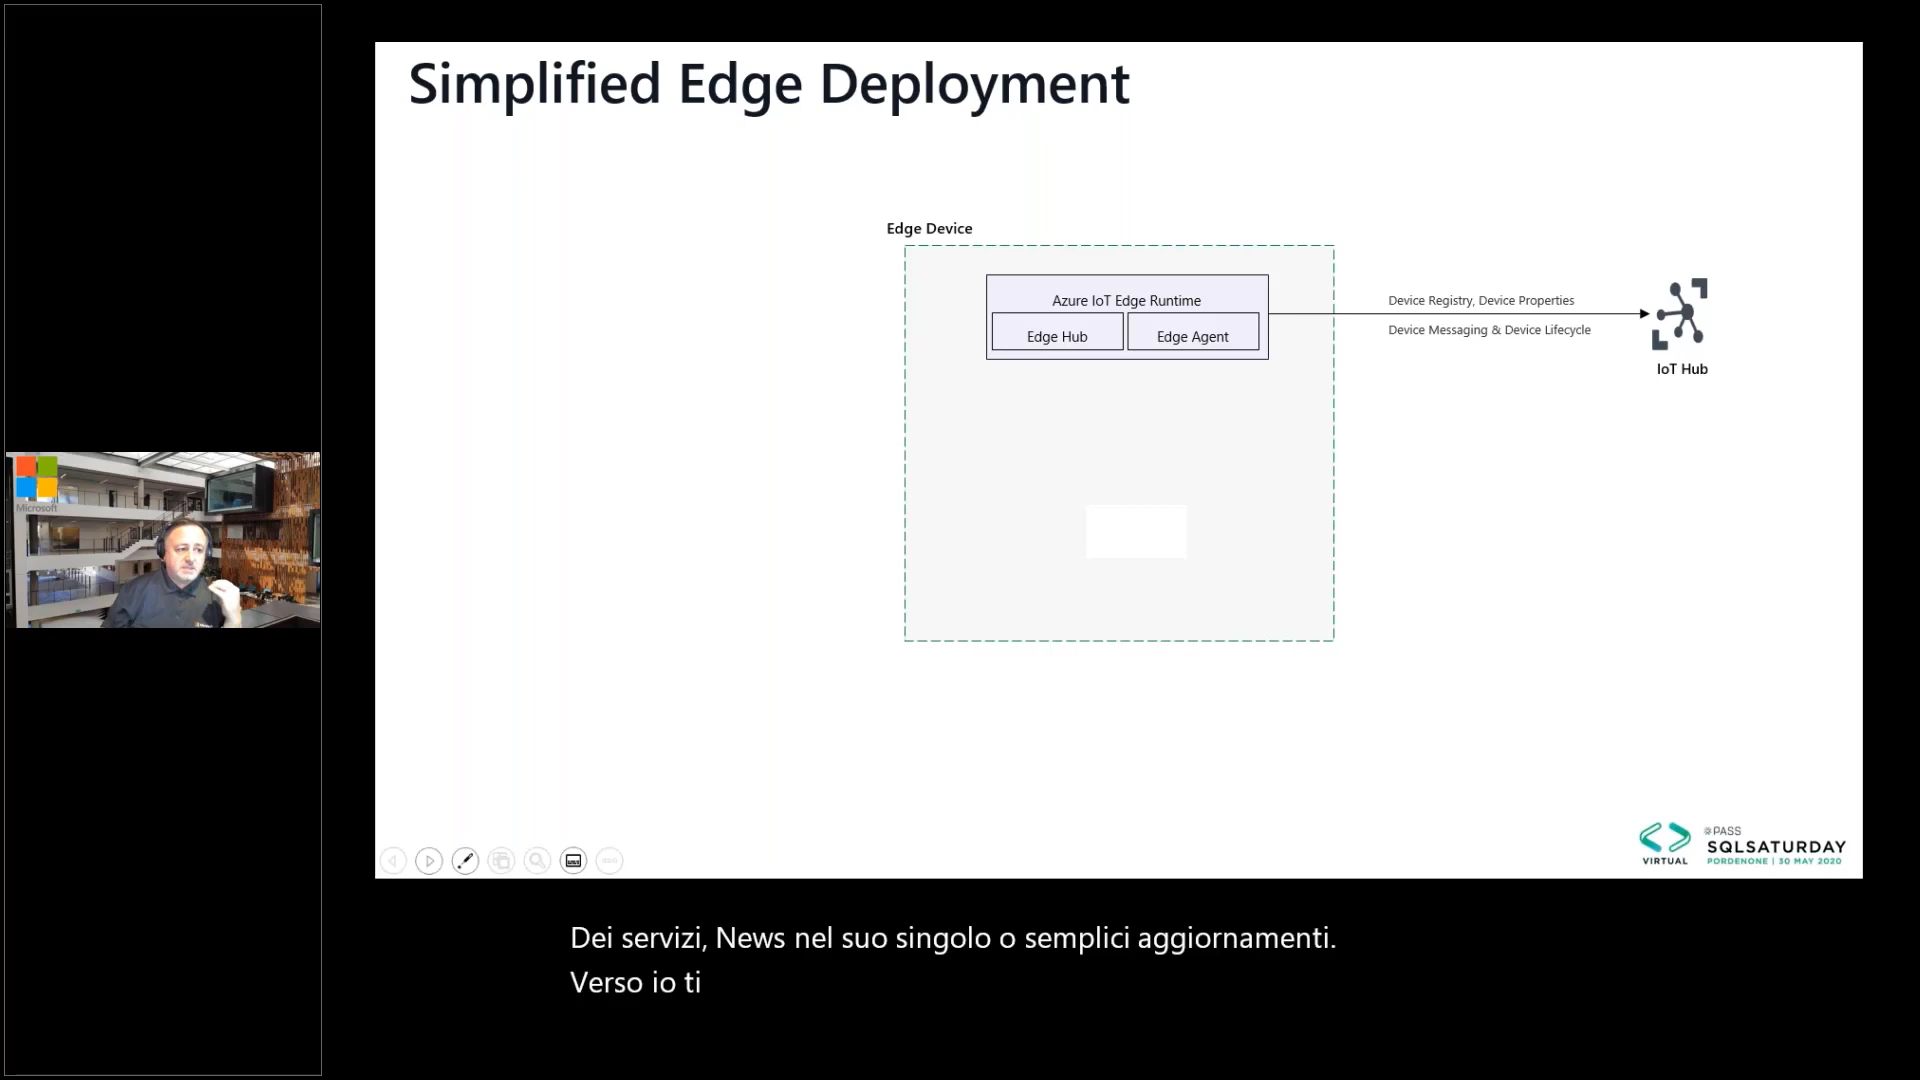 Simplified Edge Deployment
Edge Device
Azure IoT Edge Runtime
Edge Hub
Edge Agent
Device Registry, Device Properties
Device Messaging & Device Lifecycle
IoT Hub
Microsoft
PASS
SQLSATURDAY
VIRTUAL
PORDENONE | 30 MAY 2020
Dei servizi, News nel suo singolo o semplici aggiornamenti.
Verso io ti